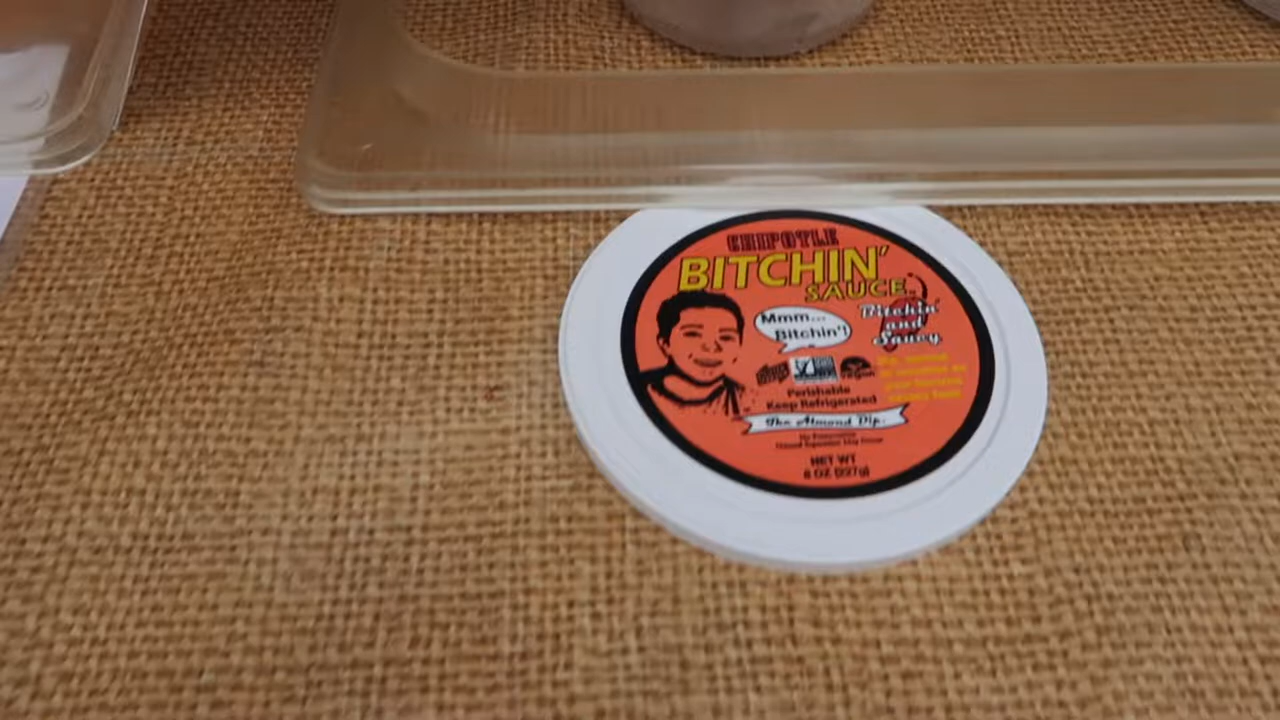 CHIPOTLE
BITCHIN'
SAUCE
Mmm...
Bitchin'!
Bitchin'
and
Saucy
Vegan
Perishable
Keep Refrigerated
The Almond Dip.
NET WT
8 OZ (227g)